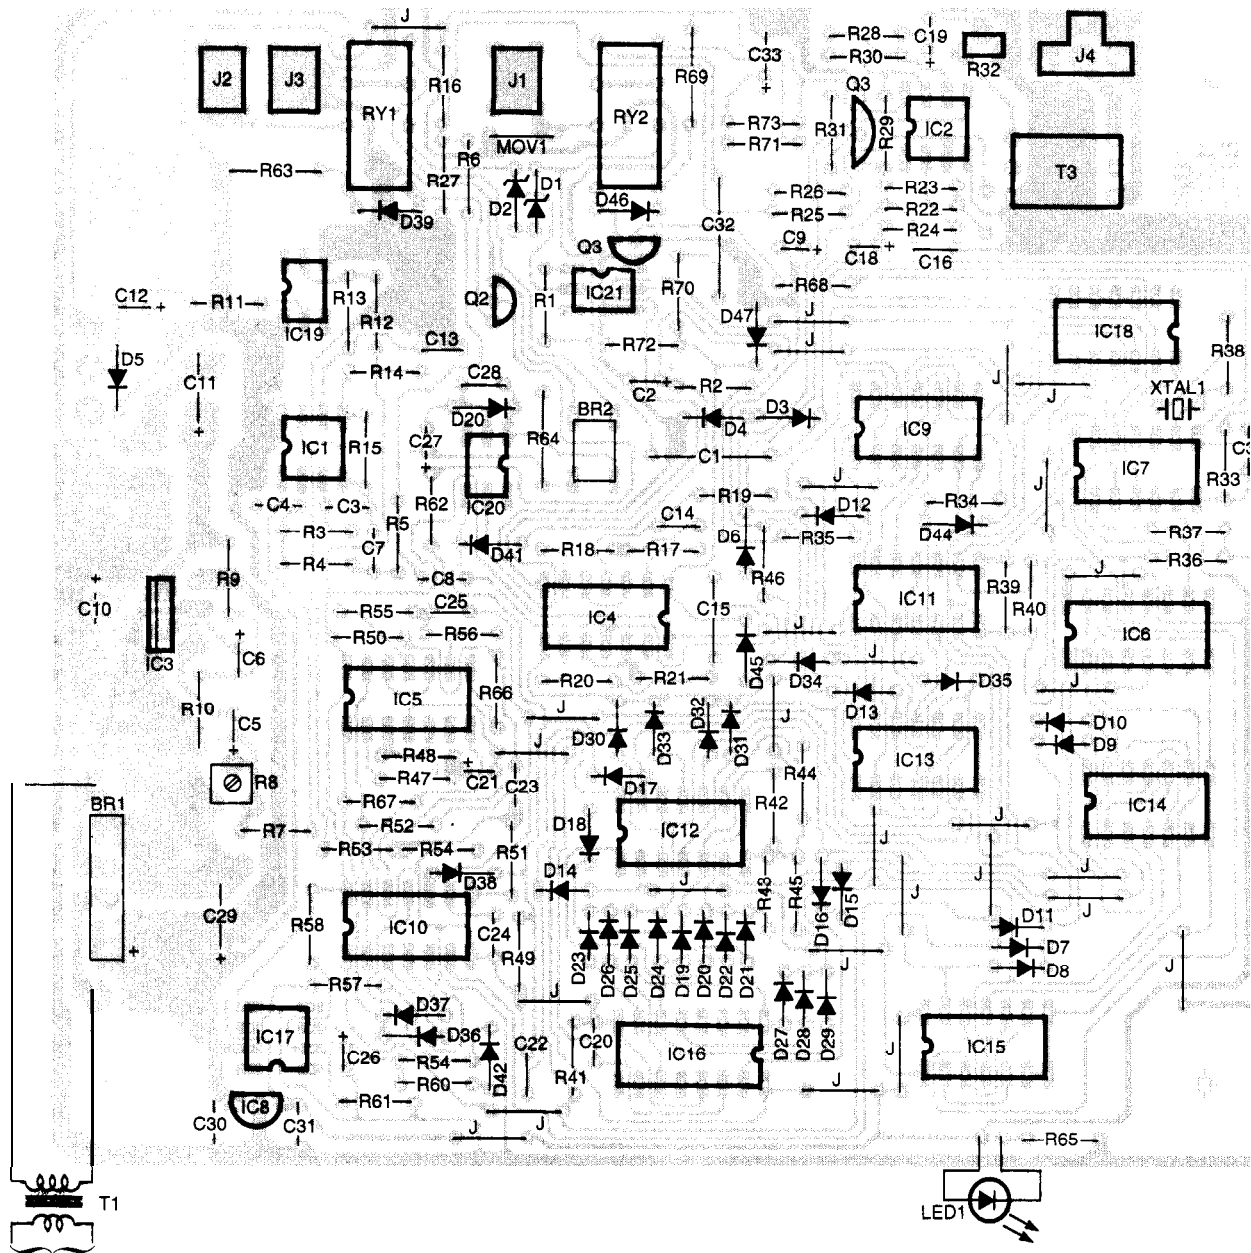 J
J2
J3
RY1
R16
J1
RY2
R69
C33
+
R28
R30
C19
+
R32
J4
Q3
R31
R29
IC2
R73
R71
MOV1
R6
R27
R63
D39
D2
D1
D46
C32
R26
R25
R23
R22
R24
T3
C9
+
C18
+
C16
Q3
IC21
R70
R68
C12
+
R11
IC19
R13
R12
Q2
R1
C13
D47
J
J
IC18
R38
D5
C11
+
R14
C28
R72
C2
+
R2
J
J
XTAL1
D20
R64
BR2
D4
D3
IC9
IC1
R15
C27
+
C1
IC7
R33
C3
J
C4
C3
R5
R62
IC20
R19
J
D12
R34
R3
C7
C14
D6
R35
D44
R37
R4
R9
D41
R18
R17
R46
R36
+
C10
C8
C15
R39
R40
J
IC3
R55
C25
IC4
IC11
IC6
R50
R56
J
+
C6
D45
J
R66
R20
R21
D34
D35
J
IC5
D13
R10
C5
+
J
D30
D33
D32
D31
J
D10
D9
R48
J
IC13
R47
+
C21
C23
D17
R44
R8
R42
BR1
R67
IC12
IC14
R7
R52
D18
J
J
R53
R54
R51
D38
D14
J
R43
R45
D16
D15
J
J
J
J
C29
+
R58
IC10
C24
R49
D11
D7
D8
+
D23
D26
D25
D24
D19
D20
D22
D21
J
J
R57
J
D27
D28
D29
D37
IC17
+
C26
D36
C22
C20
IC16
J
IC15
R54
R60
D42
R41
J
IC8
R61
C30
C31
J
J
R65
T1
LED1